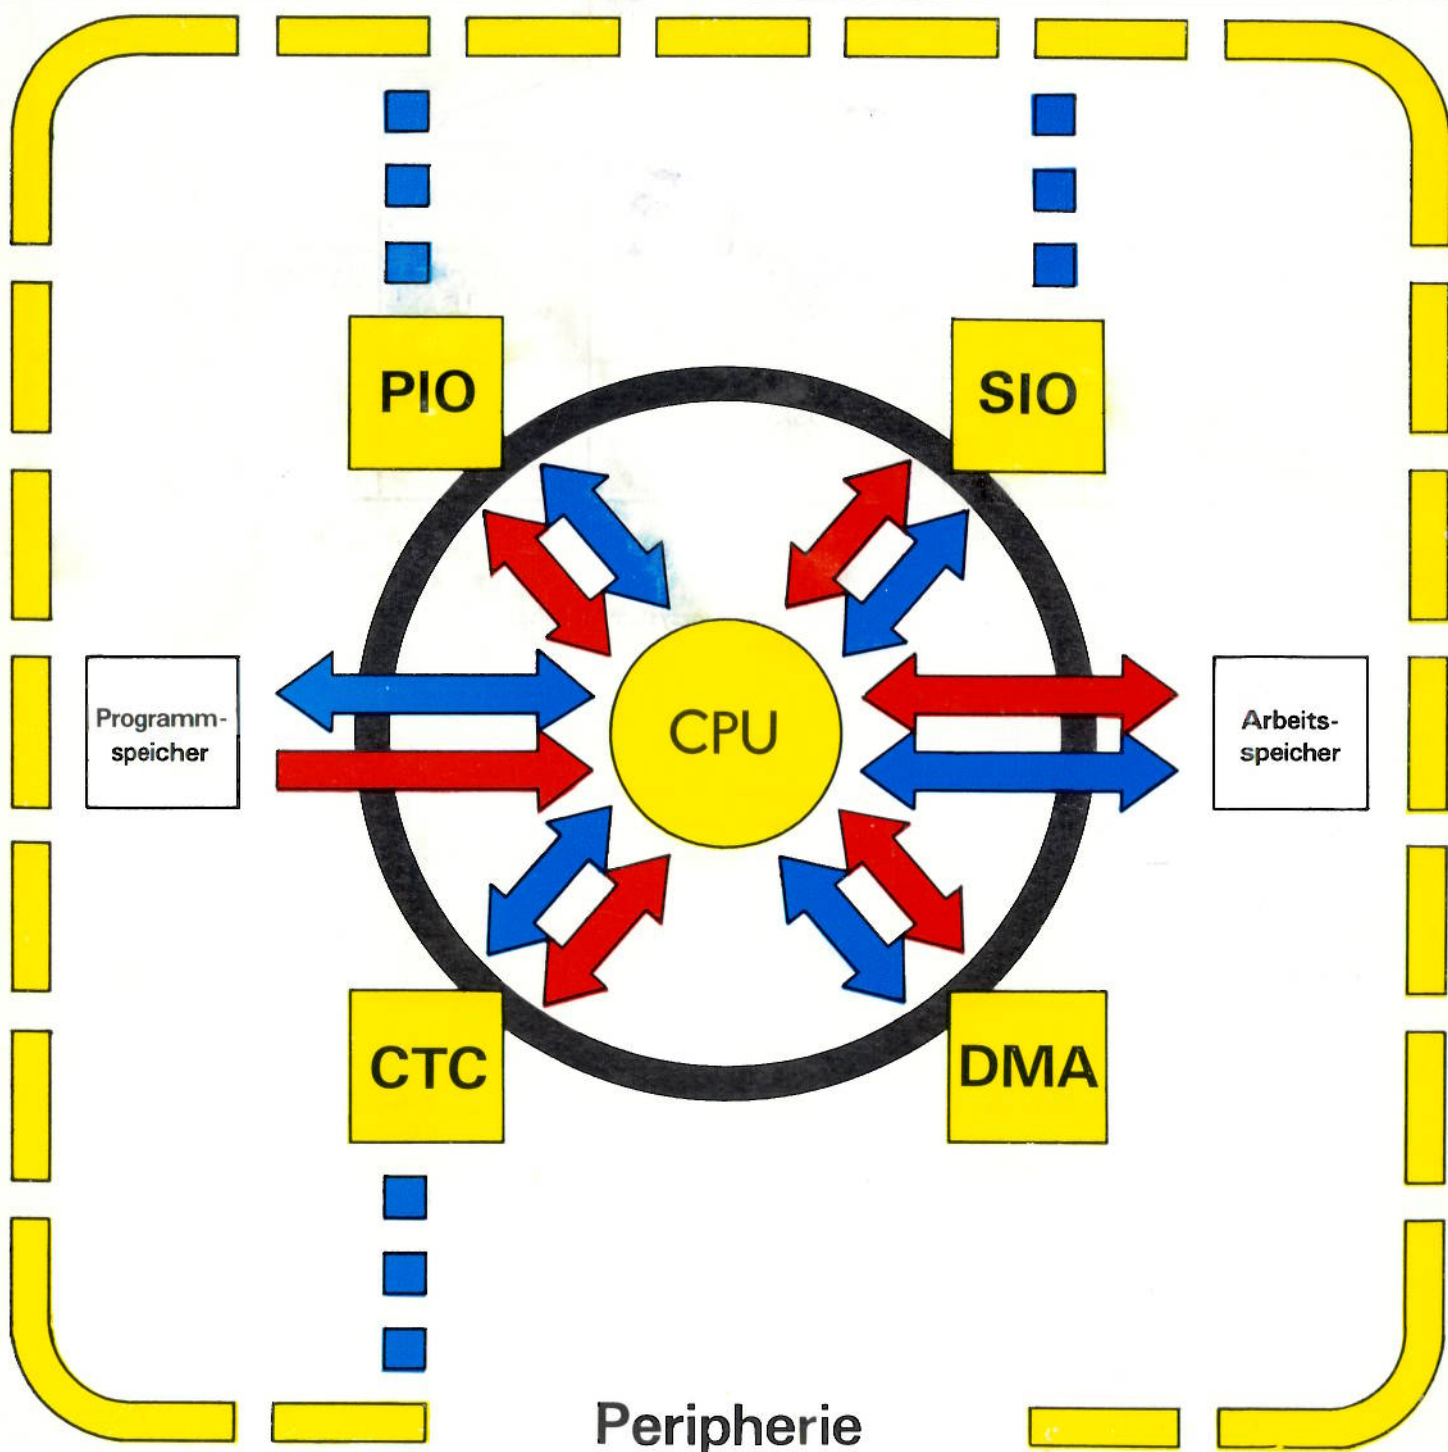 PIO
SIO
Programm-
speicher
CPU
Arbeits-
speicher
CTC
DMA
Peripherie